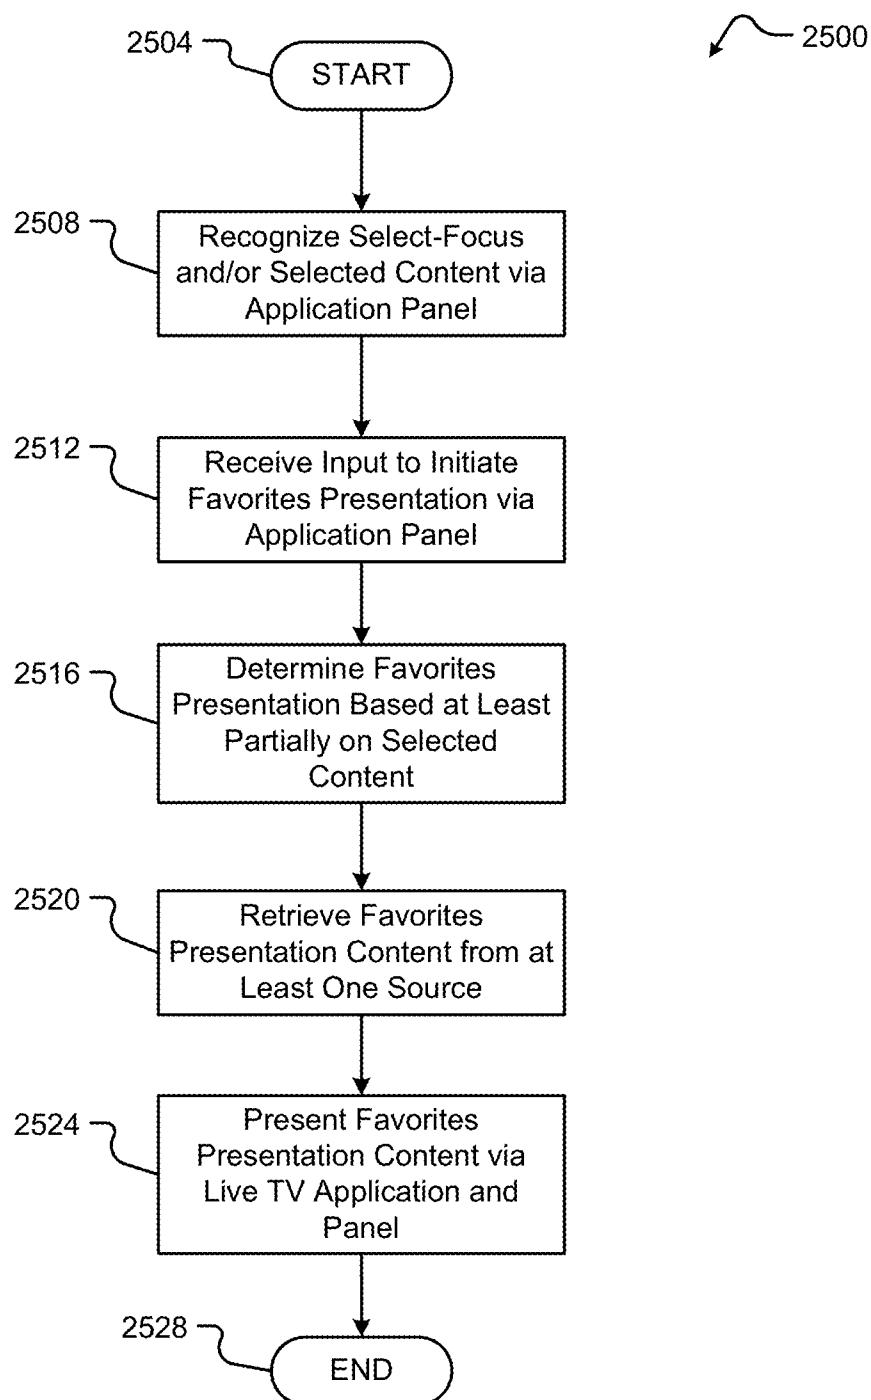 2504
START
2500
2508
Recognize Select-Focus
and/or Selected Content via
Application Panel
2512
Receive Input to Initiate
Favorites Presentation via
Application Panel
2516
Determine Favorites
Presentation Based at Least
Partially on Selected
Content
2520
Retrieve Favorites
Presentation Content from at
Least One Source
2524
Present Favorites
Presentation Content via
Live TV Application and
Panel
2528
END